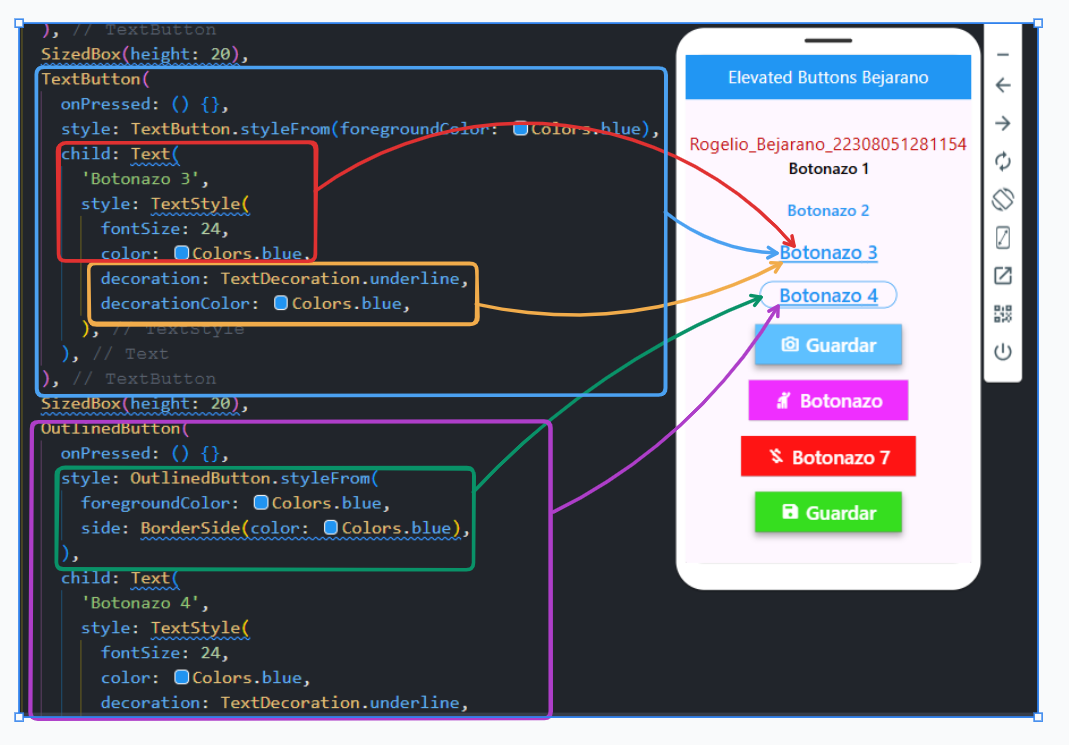 ), // TextButton
SizedBox(height: 20),
TextButton(
onPressed: () {},
style: TextButton.styleFrom(foregroundColor: Colors.blue),
child: Text(
'Botonazo 3',
style: TextStyle(
fontSize: 24,
color: Colors.blue,
decoration: TextDecoration.underline,
decorationColor: Colors.blue,
), // TextStyle
), // Text
), // TextButton
SizedBox(height: 20),
OutlinedButton(
onPressed: () {},
style: OutlinedButton.styleFrom(
foregroundColor: Colors.blue,
side: BorderSide(color: Colors.blue),
),
child: Text(
'Botonazo 4',
style: TextStyle(
fontSize: 24,
color: Colors.blue,
decoration: TextDecoration.underline,
Elevated Buttons Bejarano
Rogelio_Bejarano_22308051281154
Botonazo 1
Botonazo 2
Botonazo 3
Botonazo 4
Guardar
Botonazo
Botonazo 7
Guardar